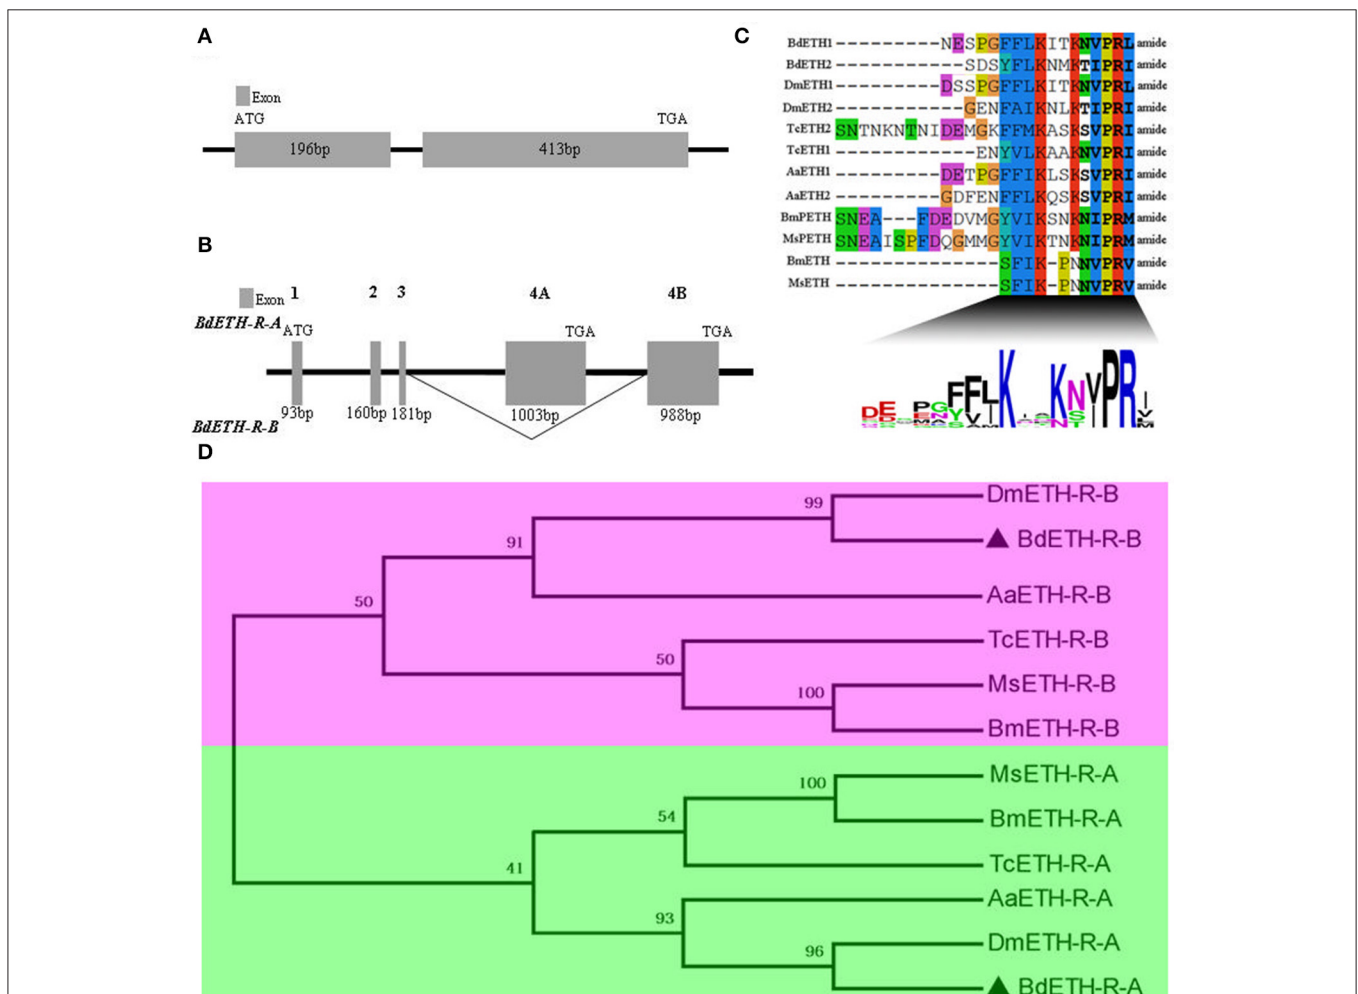 A
Exon
ATG
TGA
196bp
413bp
B
Exon
1
2
3
4A
4B
BdETH-R-A
ATG
TGA
TGA
93bp
160bp
181bp
1003bp
988bp
BdETH-R-B
C
BdETH1 ---------NESPGFFLKITKNVPRL amide
BdETH2 -----------SDSYFLKNMKTIPRI amide
DmETH1 ---------DSSPGFFLKITKNVPRL amide
DmETH2 -----------GENFAIKNLKTIPRI amide
TcETH2 SNTNKNTNIDEMGKFFMKASKSVPRI amide
TcETH1 ------------ENYVLKAAKNVPRI amide
AaETH1 ---------DETPGFFIKLSKSVPRI amide
AaETH2 ---------GDFENFFLKQSKSVPRI amide
BmPETH SNEA---FDEDVMGYVIKSNKNIPRM amide
MsPETH SNEAISPFDQGMMGYVIKTNKNIPRM amide
BmETH --------------SFIK-PNNVPRV amide
MsETH --------------SFIK-PNNVPRV amide
D
99
DmETH-R-B
BdETH-R-B
91
AaETH-R-B
50
TcETH-R-B
50
MsETH-R-B
100
BmETH-R-B
MsETH-R-A
100
BmETH-R-A
54
TcETH-R-A
41
AaETH-R-A
93
DmETH-R-A
96
BdETH-R-A